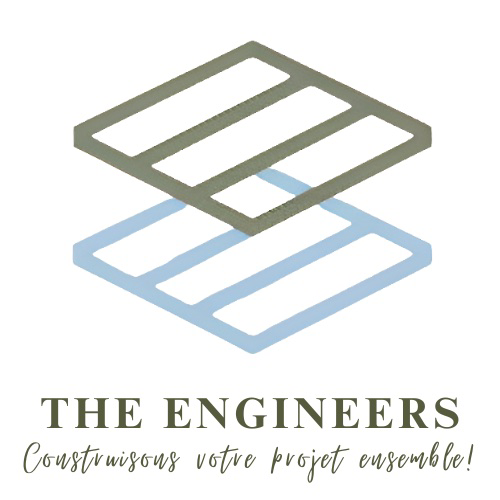 THE ENGINEERS
Construisons votre projet ensemble!